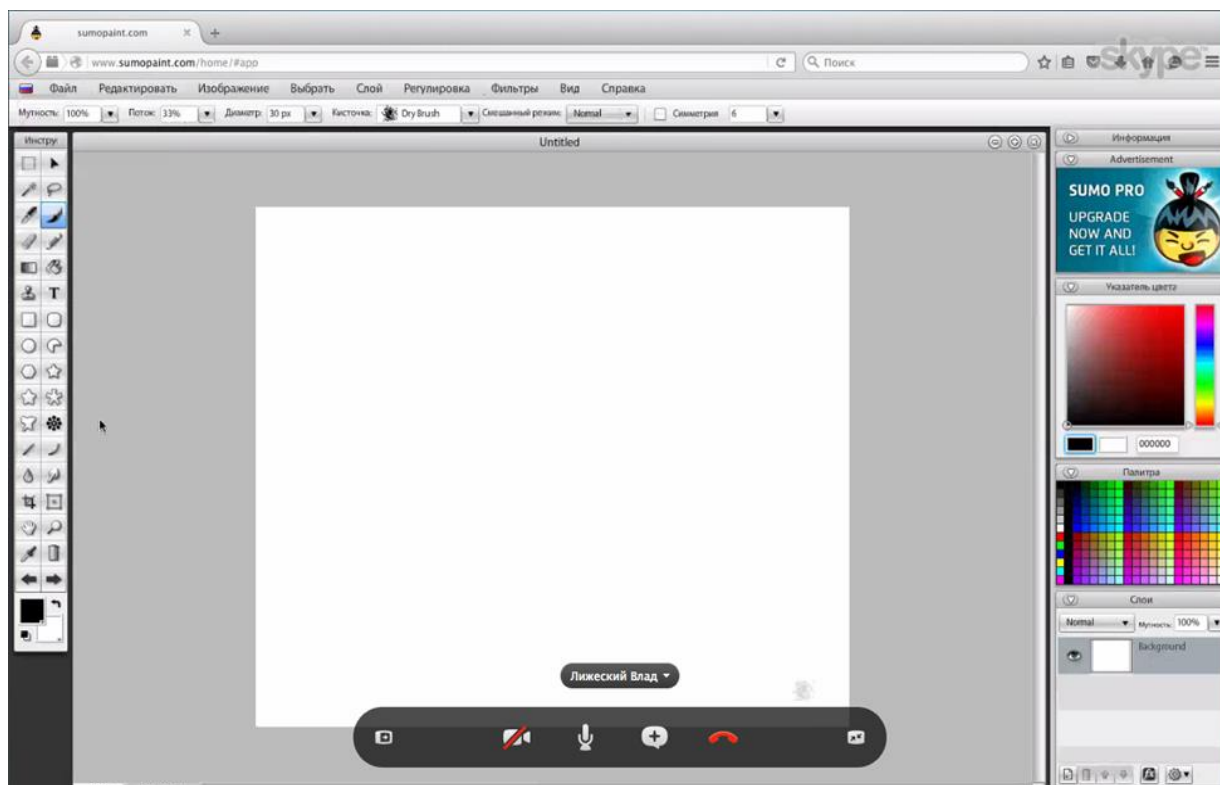 sumopaint.com
www.sumopaint.com/home/#app
Поиск
skype
Файл Редактировать Изображение Выбрать Слой Регулировка Фильтры Вид Справка
Мутность: 100% Поток: 33% Диаметр: 30 px Кисточка: Dry Brush Смешанный режим: Normal Симметрия 6
Инстру
Untitled
Информация
Advertisement
SUMO PRO
UPGRADE
NOW AND
GET IT ALL!
Указатель цвета
000000
Палитра
Слои
Normal Мутность: 100%
Background
T
Лижеский Влад